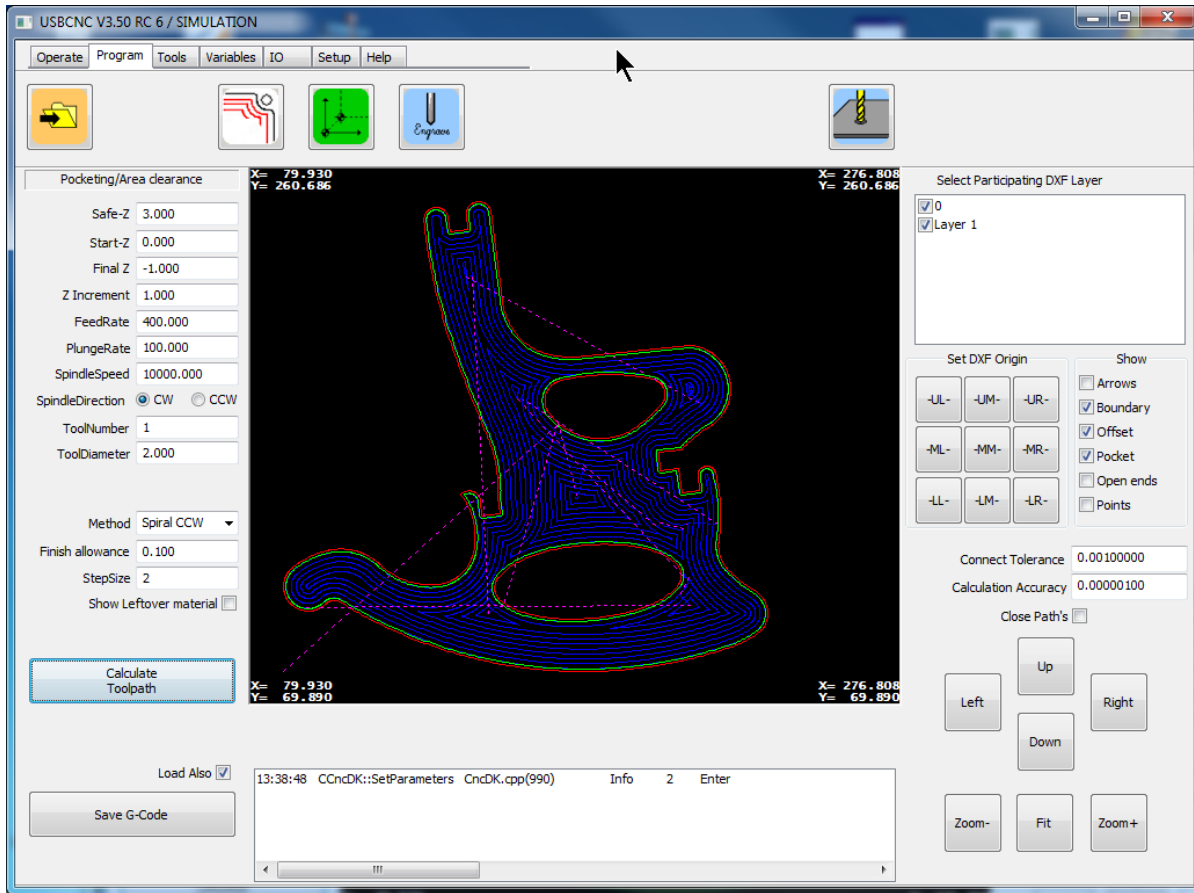 USBCNC V3.50 RC 6 / SIMULATION
Operate Program Tools Variables IO Setup Help
Engrave
Pocketing/Area clearance
Safe-Z 3.000
Start-Z 0.000
Final Z -1.000
Z Increment 1.000
FeedRate 400.000
PlungeRate 100.000
SpindleSpeed 10000.000
SpindleDirection CW CCW
ToolNumber 1
ToolDiameter 2.000
Method Spiral CCW
Finish allowance 0.100
StepSize 2
Show Leftover material
Calculate
Toolpath
Load Also
Save G-Code
X= 79.930
Y= 260.686
X= 276.808
Y= 260.686
X= 79.930
Y= 69.890
X= 276.808
Y= 69.890
13:38:48 CCncDK::SetParameters CncDK.cpp(990) Info 2 Enter
Select Participating DXF Layer
0
Layer 1
Set DXF Origin
-UL- -UM- -UR-
-ML- -MM- -MR-
-LL- -LM- -LR-
Show
Arrows
Boundary
Offset
Pocket
Open ends
Points
Connect Tolerance 0.00100000
Calculation Accuracy 0.00000100
Close Path's
Up
Left
Right
Down
Zoom- Fit Zoom+